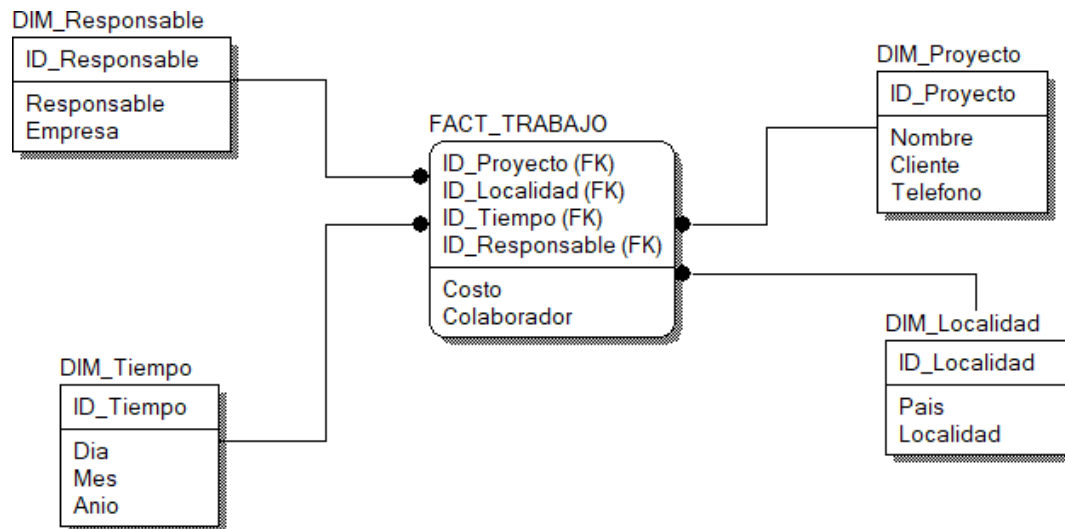 DIM_Responsable
ID_Responsable
Responsable
Empresa
DIM_Proyecto
ID_Proyecto
Nombre
Cliente
Telefono
FACT_TRABAJO
ID_Proyecto (FK)
ID_Localidad (FK)
ID_Tiempo (FK)
ID_Responsable (FK)
Costo
Colaborador
DIM_Tiempo
ID_Tiempo
Dia
Mes
Anio
DIM_Localidad
ID_Localidad
Pais
Localidad